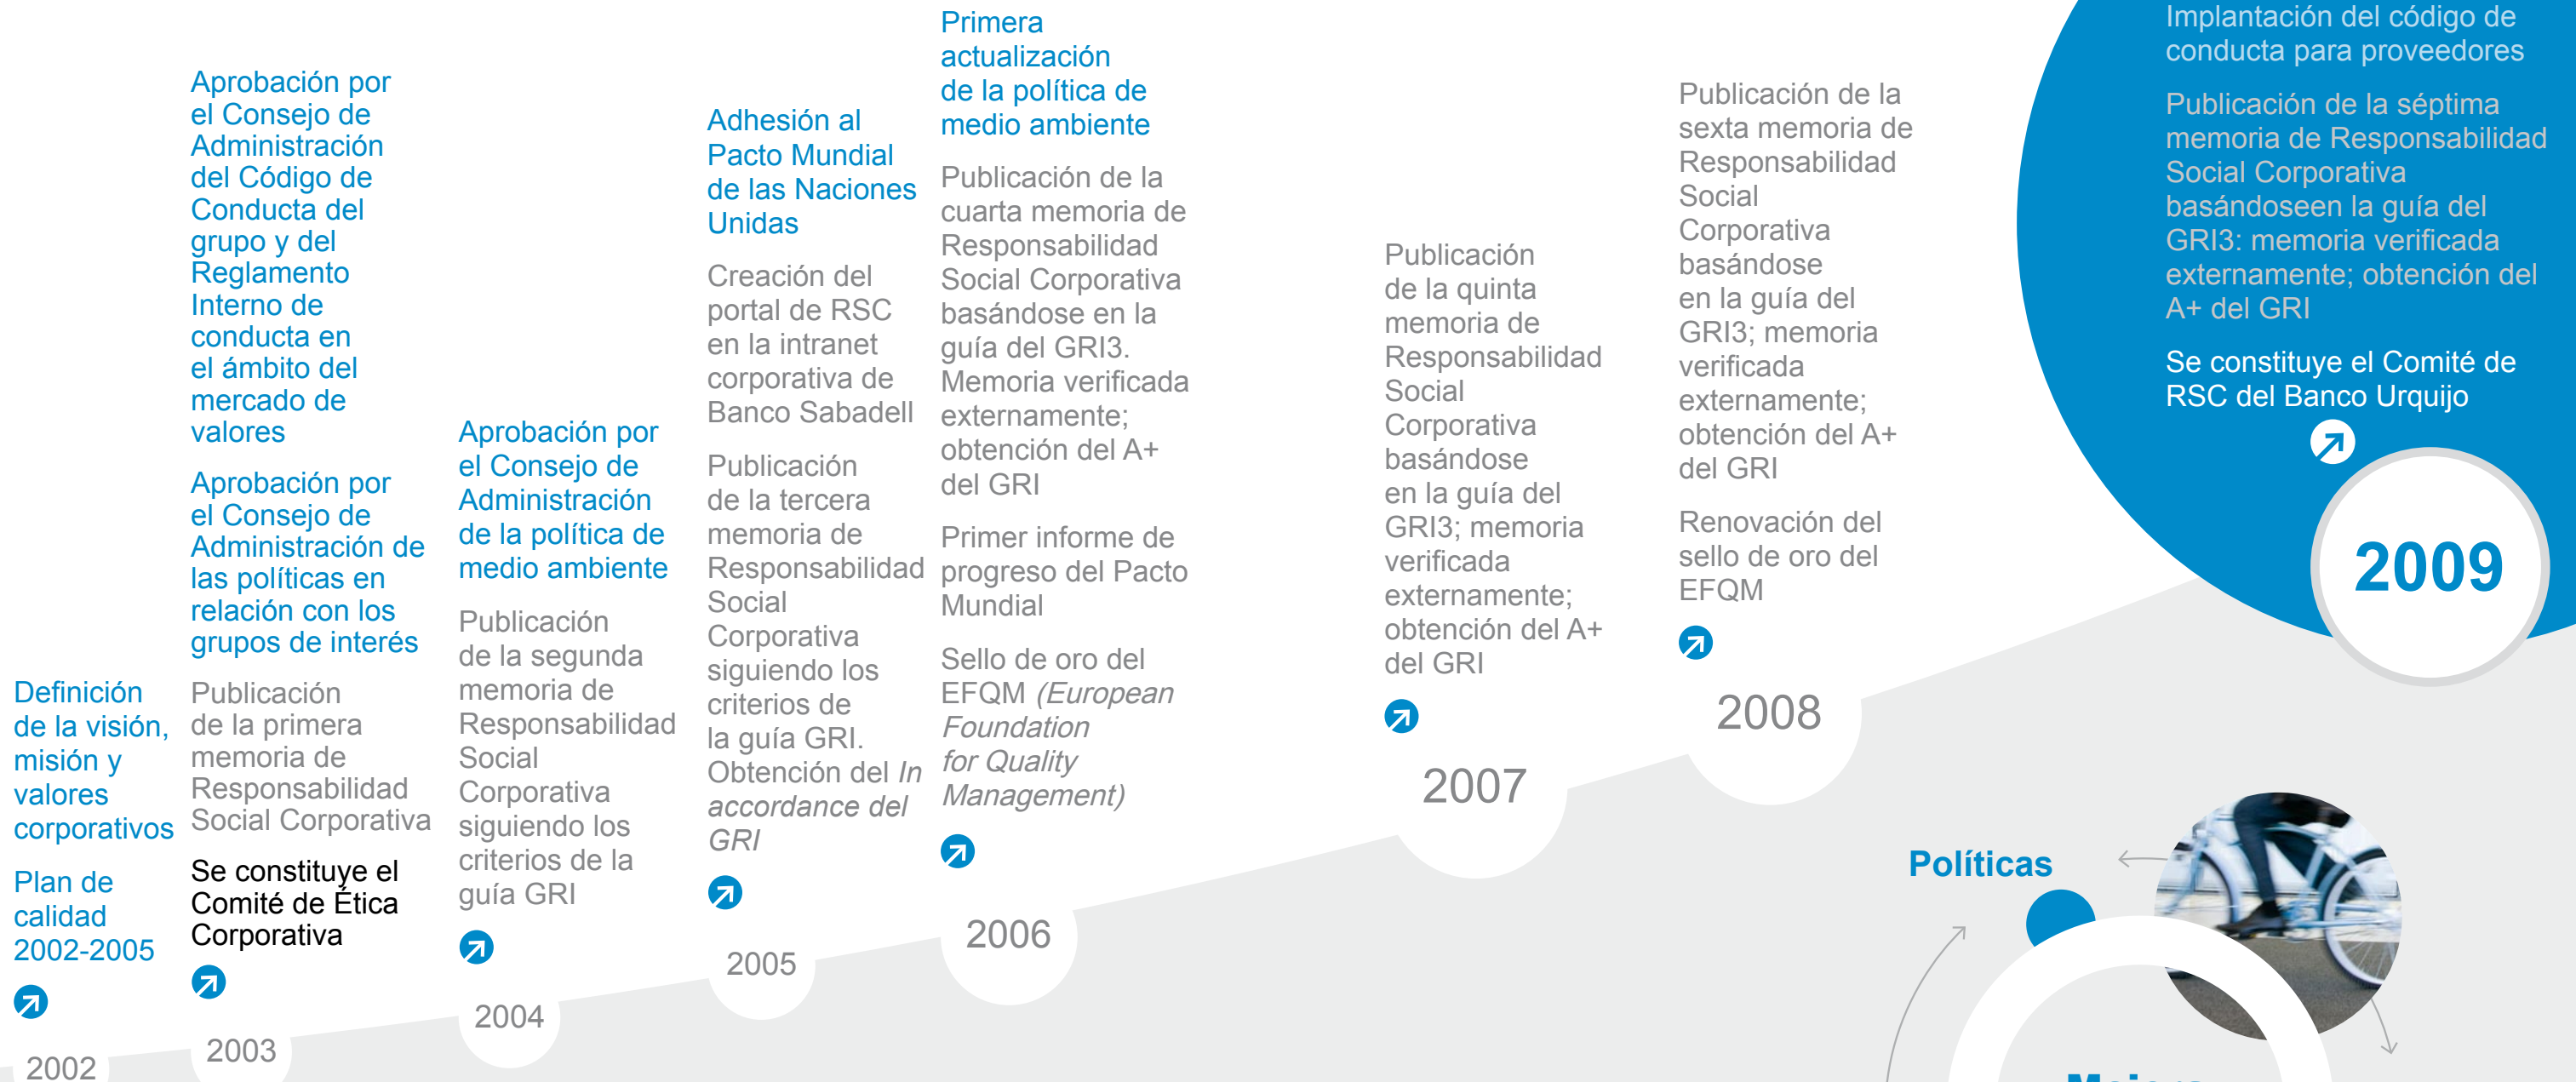 Definición
de la visión,
misión y
valores
corporativos
Plan de
calidad
2002-2005
2002
Aprobación por
el Consejo de
Administración
del Código de
Conducta del
grupo y del
Reglamento
Interno de
conducta en
el ámbito del
mercado de
valores
Aprobación por
el Consejo de
Administración de
las políticas en
relación con los
grupos de interés
Publicación
de la primera
memoria de
Responsabilidad
Social Corporativa
Se constituye el
Comité de Ética
Corporativa
2003
Aprobación por
el Consejo de
Administración
de la política de
medio ambiente
Publicación
de la segunda
memoria de
Responsabilidad
Social
Corporativa
siguiendo los
criterios de la
guía GRI
2004
Adhesión al
Pacto Mundial
de las Naciones
Unidas
Creación del
portal de RSC
en la intranet
corporativa de
Banco Sabadell
Publicación
de la tercera
memoria de
Responsabilidad
Social
Corporativa
siguiendo los
criterios de
la guía GRI.
Obtención del In
accordance del
GRI
2005
Primera
actualización
de la política de
medio ambiente
Publicación de la
cuarta memoria de
Responsabilidad
Social Corporativa
basándose en la
guía del GRI3.
Memoria verificada
externamente;
obtención del A+
del GRI
Primer informe de
progreso del Pacto
Mundial
Sello de oro del
EFQM (European
Foundation
for Quality
Management)
2006
Publicación
de la quinta
memoria de
Responsabilidad
Social
Corporativa
basándose
en la guía del
GRI3; memoria
verificada
externamente;
obtención del A+
del GRI
2007
Publicación de la
sexta memoria de
Responsabilidad
Social
Corporativa
basándose
en la guía del
GRI3; memoria
verificada
externamente;
obtención del A+
del GRI
Renovación del
sello de oro del
EFQM
2008
Implantación del código de
conducta para proveedores
Publicación de la séptima
memoria de Responsabilidad
Social Corporativa
basándoseen la guía del
GRI3: memoria verificada
externamente; obtención del
A+ del GRI
Se constituye el Comité de
RSC del Banco Urquijo
2009
Políticas
Mejora